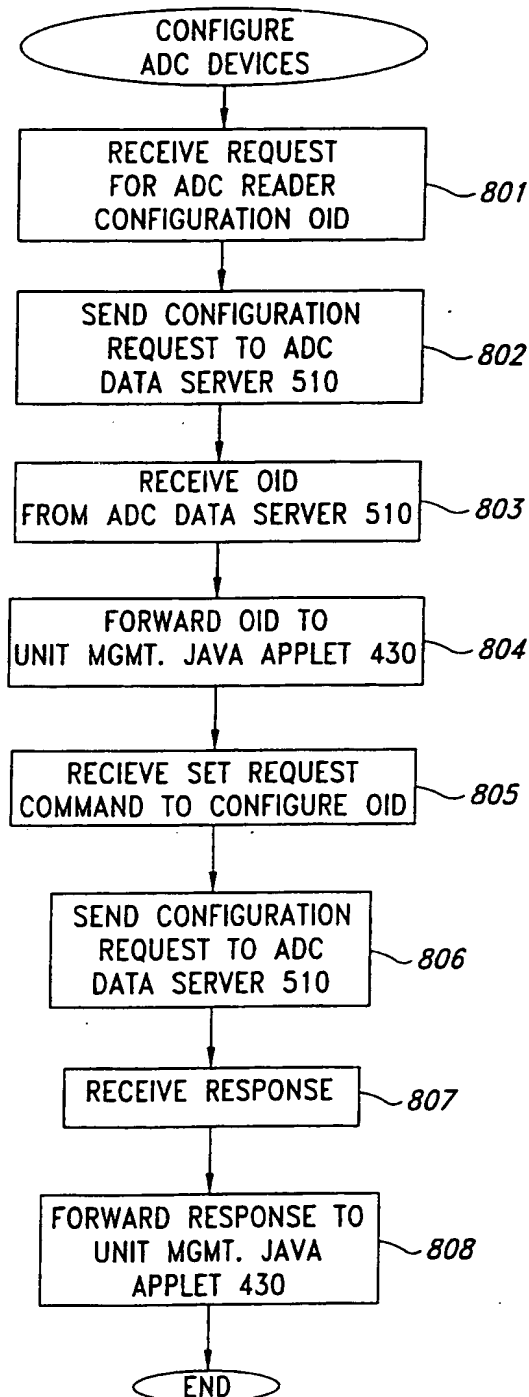 CONFIGURE
ADC DEVICES
RECEIVE REQUEST
FOR ADC READER
CONFIGURATION OID
801
SEND CONFIGURATION
REQUEST TO ADC
DATA SERVER 510
802
RECEIVE OID
FROM ADC DATA SERVER 510
803
FORWARD OID TO
UNIT MGMT. JAVA APPLET 430
804
RECIEVE SET REQUEST
COMMAND TO CONFIGURE OID
805
SEND CONFIGURATION
REQUEST TO ADC
DATA SERVER 510
806
RECEIVE RESPONSE
807
FORWARD RESPONSE TO
UNIT MGMT. JAVA
APPLET 430
808
END